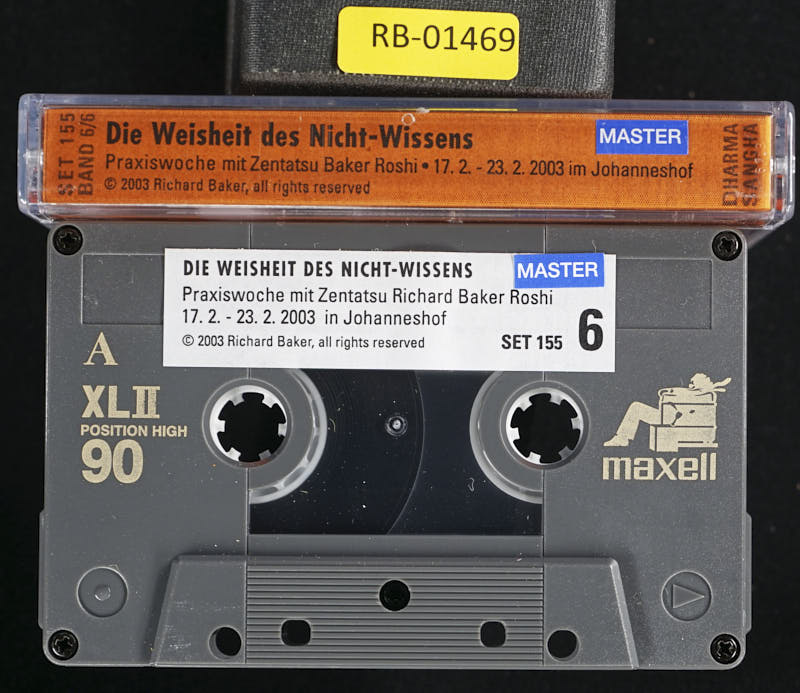 RB-01469
SET 155
BAND 6/6
Die Weisheit des Nicht-Wissens
MASTER
Praxiswoche mit Zentatsu Baker Roshi • 17. 2. - 23. 2. 2003 im Johanneshof
© 2003 Richard Baker, all rights reserved
DHARMA
SANGHA
DIE WEISHEIT DES NICHT-WISSENS
MASTER
Praxiswoche mit Zentatsu Richard Baker Roshi
17. 2. - 23. 2. 2003 in Johanneshof
© 2003 Richard Baker, all rights reserved
SET 155 6
A
XLII
POSITION HIGH
90
maxell